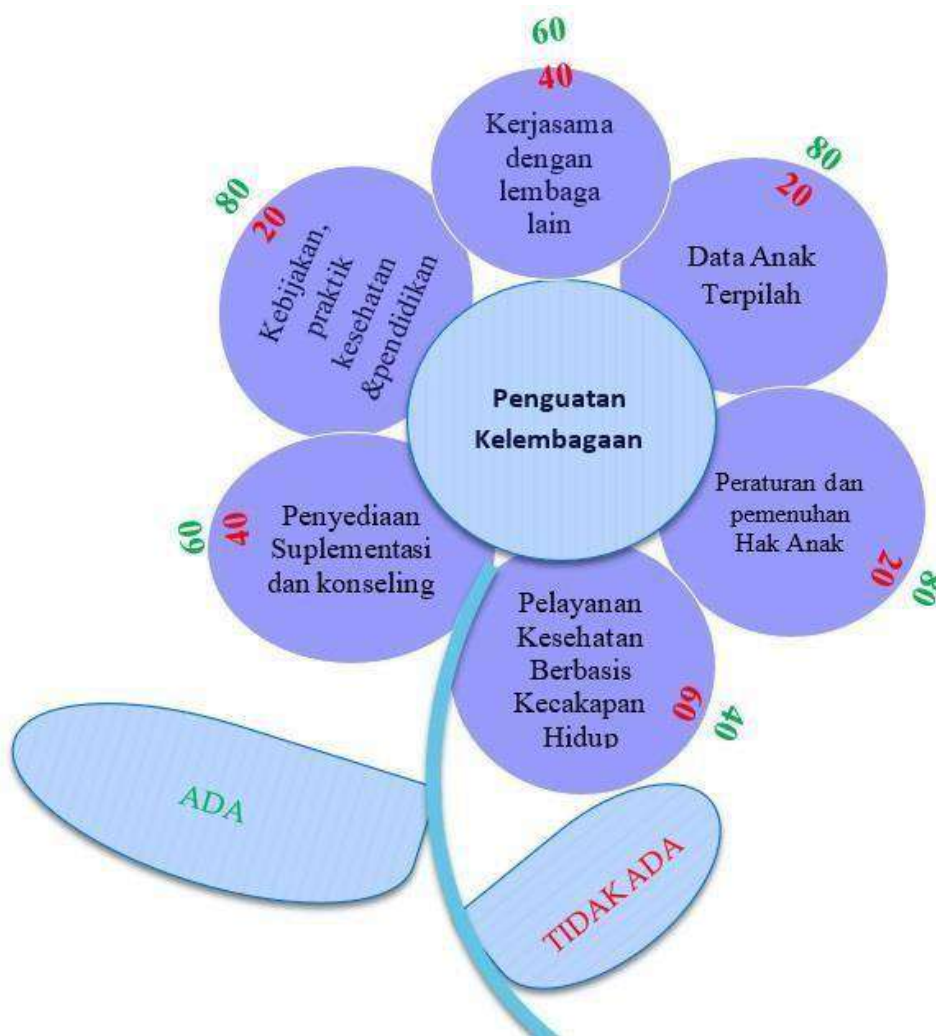 60
40
Kerjasama
dengan
lembaga
lain
80
20
Data Anak
Terpilah
Peraturan dan
pemenuhan
Hak Anak
20
80
Pelayanan
Kesehatan
Berbasis
Kecakapan
Hidup
60
40
Penyediaan
Suplementasi
dan konseling
40
60
80
20
Kebijakan,
praktik
kesehatan
&pendidikan
Penguatan
Kelembagaan
ADA
TIDAK ADA